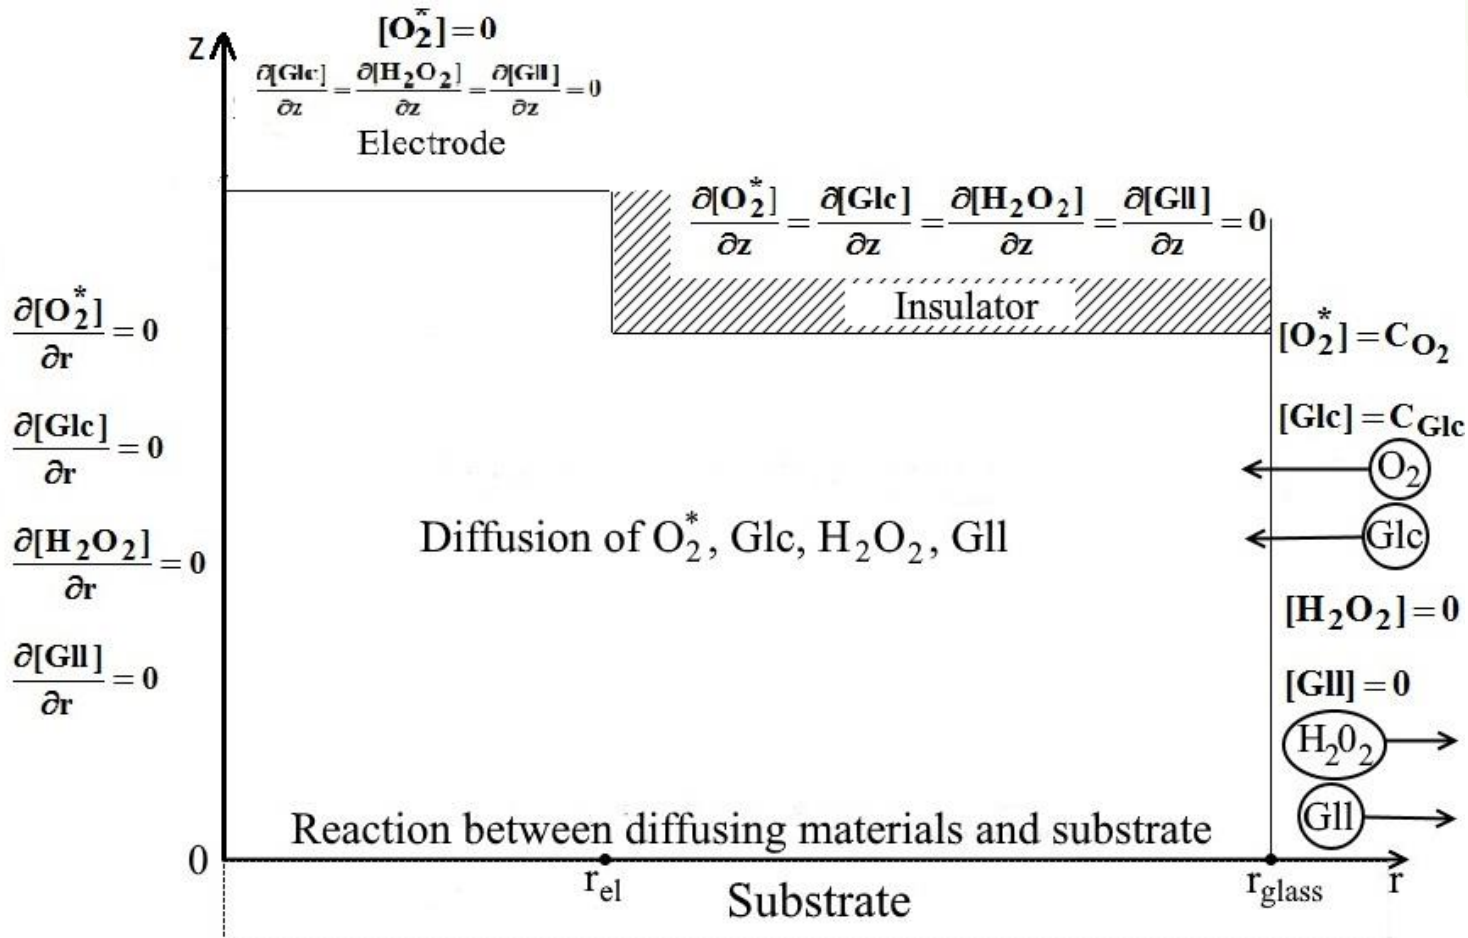 z
[O₂*]=0
∂[Glc]/∂z = ∂[H₂O₂]/∂z = ∂[Gll]/∂z = 0
Electrode
∂[O₂*]/∂z = ∂[Glc]/∂z = ∂[H₂O₂]/∂z = ∂[Gll]/∂z = 0
Insulator
∂[O₂*]/∂r = 0
[O₂*]=C_O₂
∂[Glc]/∂r = 0
[Glc]=C_Glc
O₂
Diffusion of O₂*, Glc, H₂O₂, Gll
Glc
∂[H₂O₂]/∂r = 0
[H₂O₂]=0
∂[Gll]/∂r = 0
[Gll]=0
H₂0₂
Gll
Reaction between diffusing materials and substrate
0
r_el
r_glass
r
Substrate